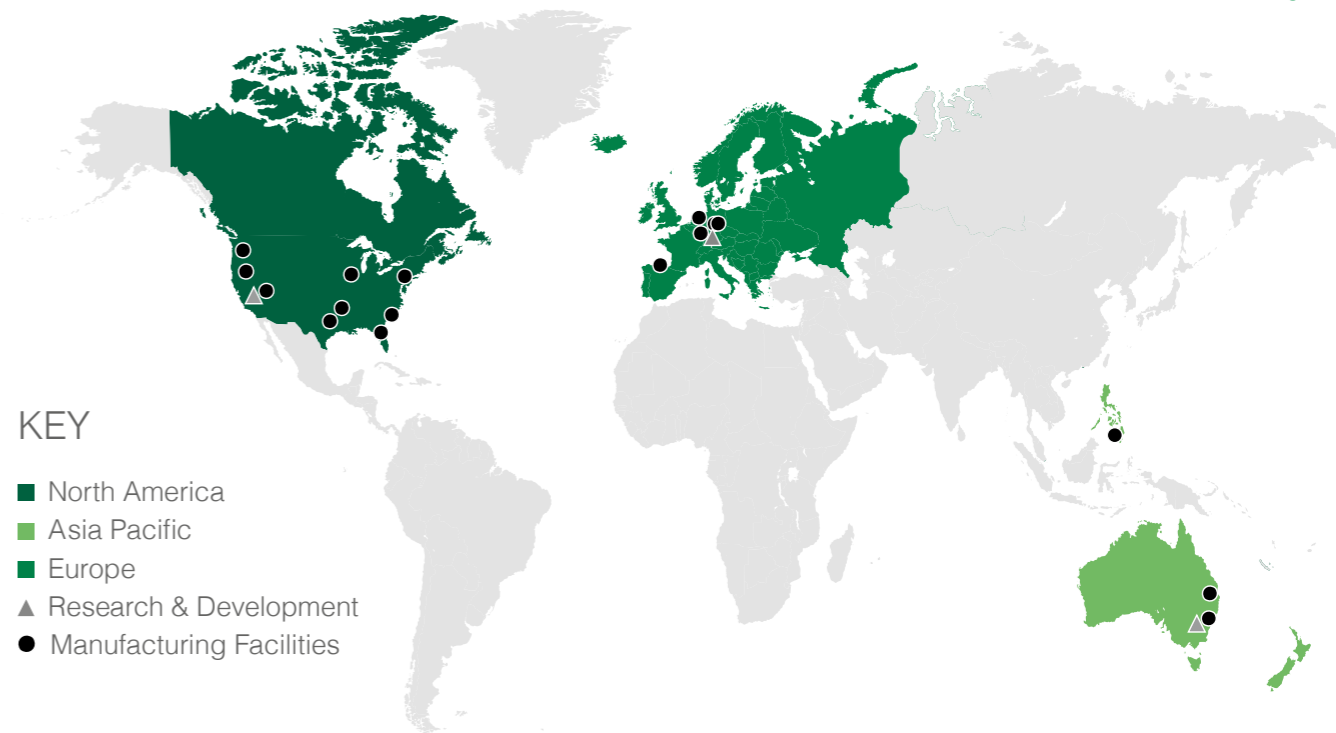 KEY
North America
Asia Pacific
Europe
Research & Development
Manufacturing Facilities